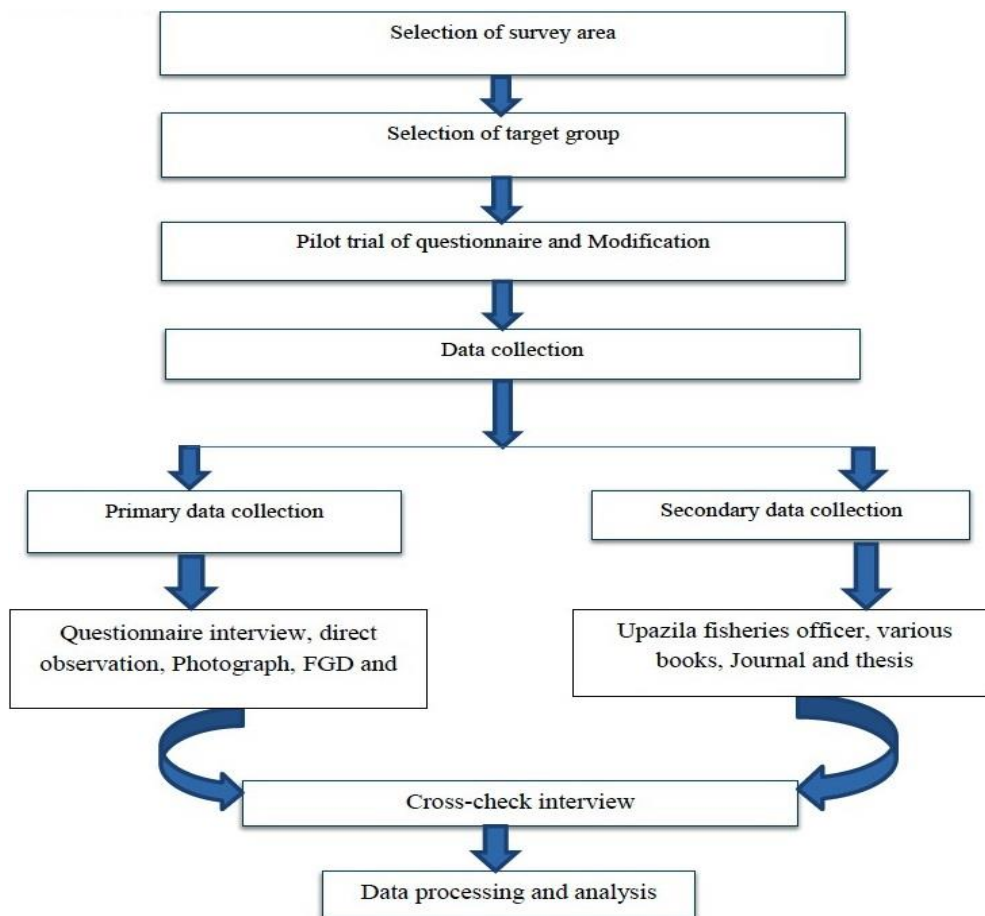 Selection of survey area
Selection of target group
Pilot trial of questionnaire and Modification
Data collection
Primary data collection
Secondary data collection
Questionnaire interview, direct
observation, Photograph, FGD and
Upazila fisheries officer, various
books, Journal and thesis
Cross-check interview
Data processing and analysis